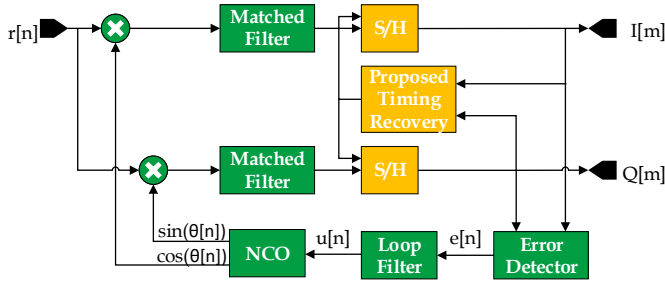 r[n]
Matched
Filter
S/H
I[m]
Proposed
Timing
Recovery
Matched
Filter
S/H
Q[m]
sin(θ[n])
cos(θ[n])
NCO
u[n]
Loop
Filter
e[n]
Error
Detector